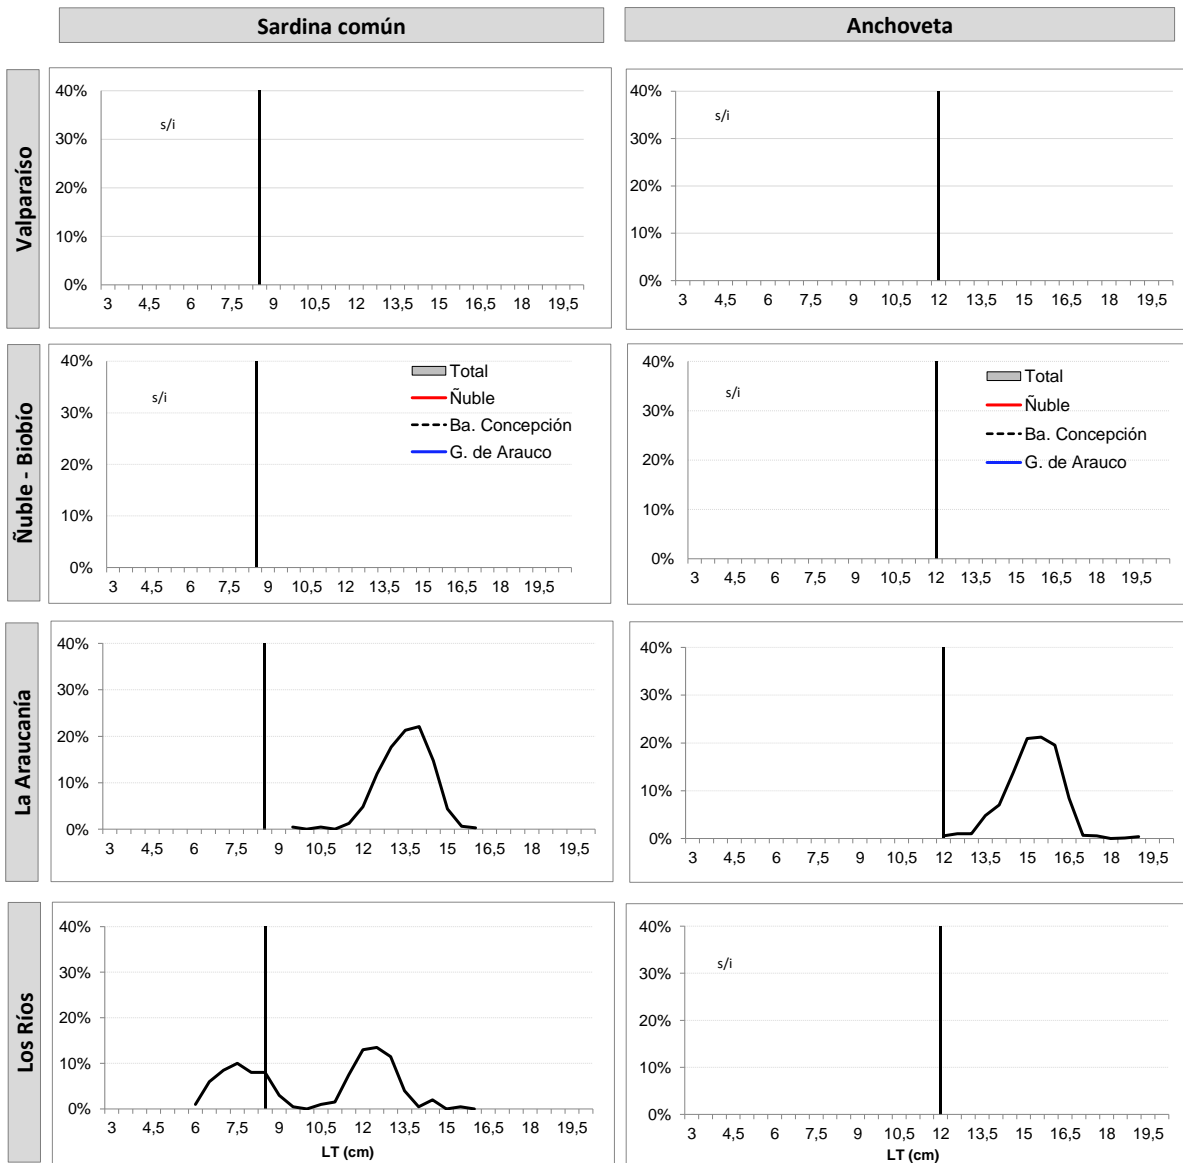 Sardina común
Anchoveta
Valparaíso
40%
30%
20%
10%
0%
s/i
3 4,5 6 7,5 9 10,5 12 13,5 15 16,5 18 19,5
40%
30%
20%
10%
0%
s/i
3 4,5 6 7,5 9 10,5 12 13,5 15 16,5 18 19,5
Ñuble - Biobío
40%
30%
20%
10%
0%
s/i
Total
Ñuble
Ba. Concepción
G. de Arauco
3 4,5 6 7,5 9 10,5 12 13,5 15 16,5 18 19,5
40%
30%
20%
10%
0%
s/i
Total
Ñuble
Ba. Concepción
G. de Arauco
3 4,5 6 7,5 9 10,5 12 13,5 15 16,5 18 19,5
La Araucanía
40%
30%
20%
10%
0%
3 4,5 6 7,5 9 10,5 12 13,5 15 16,5 18 19,5
40%
30%
20%
10%
0%
3 4,5 6 7,5 9 10,5 12 13,5 15 16,5 18 19,5
Los Ríos
40%
30%
20%
10%
0%
3 4,5 6 7,5 9 10,5 12 13,5 15 16,5 18 19,5
LT (cm)
40%
30%
20%
10%
0%
s/i
3 4,5 6 7,5 9 10,5 12 13,5 15 16,5 18 19,5
LT (cm)